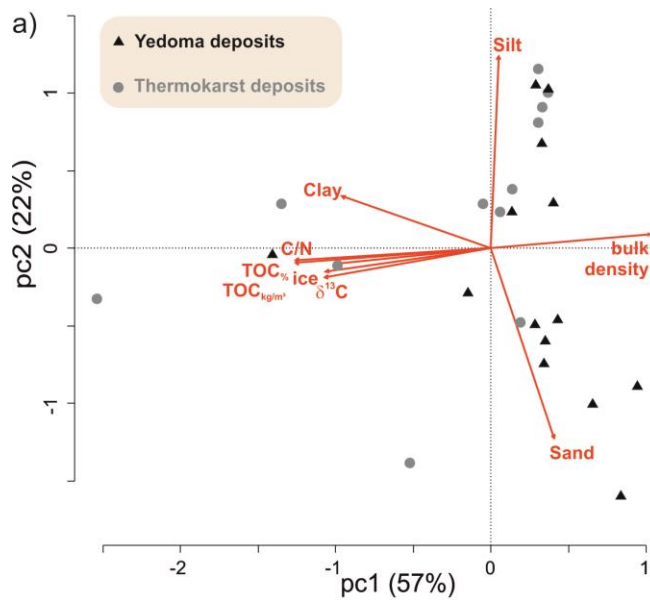 a)
Yedoma deposits
Thermokarst deposits
Silt
Clay
C/N
TOC% ice
TOCkg/m³ δ¹³C
bulk
density
Sand
pc2 (22%)
1
0
-1
-2
-1
0
1
pc1 (57%)